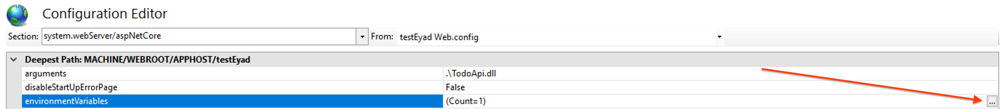 Configuration Editor
Section: system.webServer/aspNetCore From: testEyad Web.config
Deepest Path: MACHINE/WEBROOT/APPHOST/testEyad
arguments .\TodoApi.dll
disableStartUpErrorPage False
environmentVariables (Count=1) ...